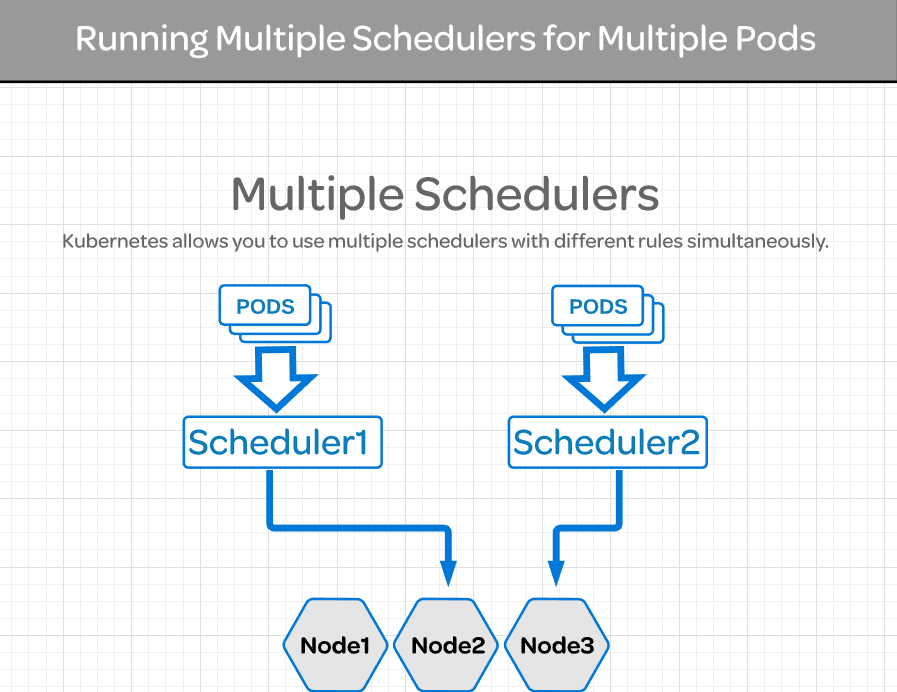 Running Multiple Schedulers for Multiple Pods
Multiple Schedulers
Kubernetes allows you to use multiple schedulers with different rules simultaneously.
PODS
PODS
Scheduler1
Scheduler2
Node1
Node2
Node3